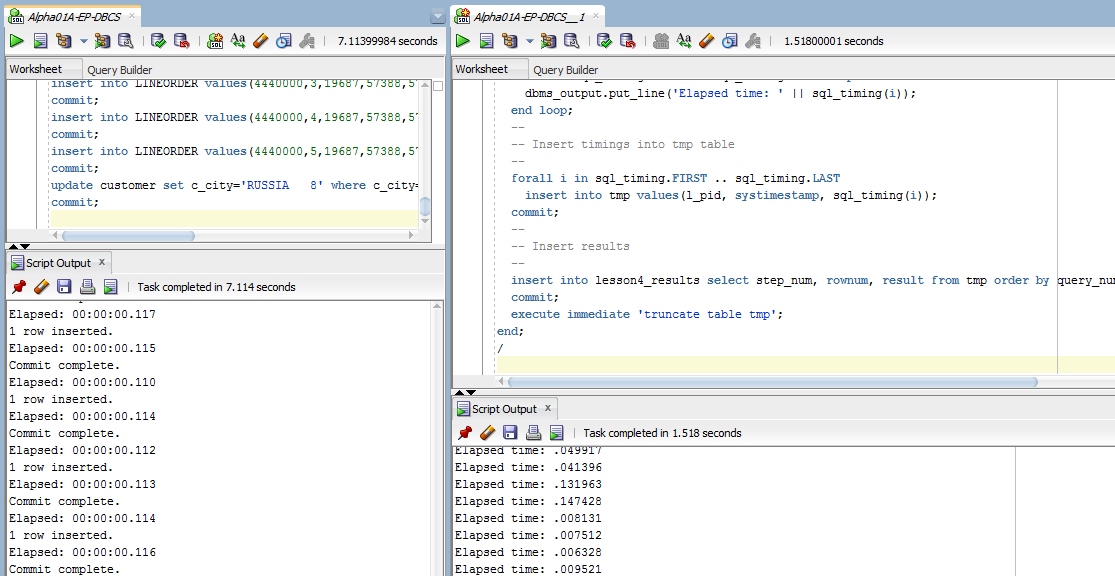 Alpha01A-EP-DBCS
7.11399984 seconds
Worksheet Query Builder
insert into LINEORDER values(4440000,3,19687,57388,5
commit;
insert into LINEORDER values(4440000,4,19687,57388,57
commit;
insert into LINEORDER values(4440000,5,19687,57388,57
commit;
update customer set c_city='RUSSIA   8' where c_city=
commit;
Script Output x
Task completed in 7.114 seconds
Elapsed: 00:00:00.117
1 row inserted.
Elapsed: 00:00:00.115
Commit complete.
Elapsed: 00:00:00.110
1 row inserted.
Elapsed: 00:00:00.114
Commit complete.
Elapsed: 00:00:00.112
1 row inserted.
Elapsed: 00:00:00.113
Commit complete.
Elapsed: 00:00:00.114
1 row inserted.
Elapsed: 00:00:00.116
Commit complete.
Alpha01A-EP-DBCS__1
1.51800001 seconds
Worksheet Query Builder
dbms_output.put_line('Elapsed time: ' || sql_timing(i));
end loop;
--
-- Insert timings into tmp table
--
forall i in sql_timing.FIRST .. sql_timing.LAST
insert into tmp values(l_pid, systimestamp, sql_timing(i));
commit;
--
-- Insert results
--
insert into lesson4_results select step_num, rownum, result from tmp order by query_nu
commit;
execute immediate 'truncate table tmp';
end;
/
Script Output x
Task completed in 1.518 seconds
Elapsed time: .049917
Elapsed time: .041396
Elapsed time: .131963
Elapsed time: .147428
Elapsed time: .008131
Elapsed time: .007512
Elapsed time: .006328
Elapsed time: .009521